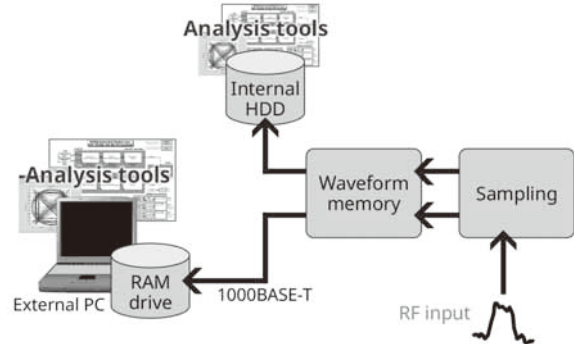 Analysis tools
Internal
HDD
-Analysis tools
Waveform
memory
Sampling
RAM
drive
External PC
1000BASE-T
RF input